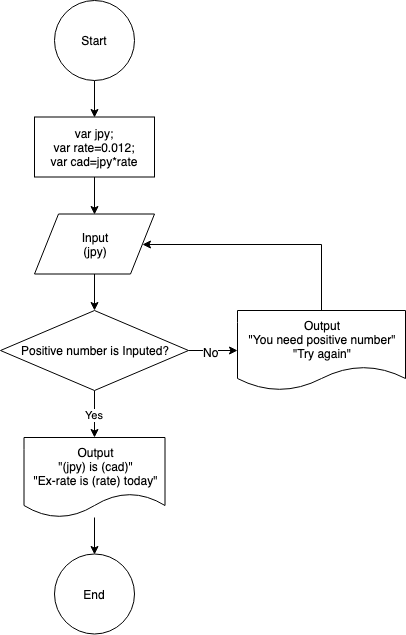 Start
var jpy;
var rate=0.012;
var cad=jpy*rate
Input
(jpy)
Positive number is Inputed?
No
Output
"You need positive number"
"Try again"
Yes
Output
"(jpy) is (cad)"
"Ex-rate is (rate) today"
End